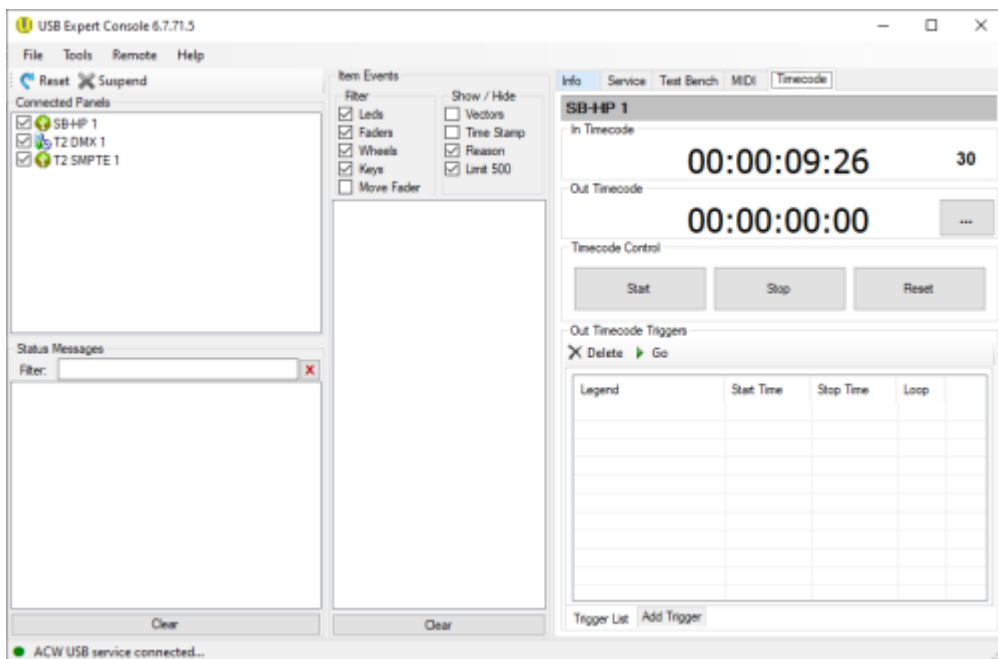 USB Expert Console 6.7.71.5
File Tools Remote Help
Reset Suspend
Connected Panels
SB-HP 1
T2 DMX 1
T2 SMPTE 1
Status Messages
Filter:
X
Clear
Item Events
Filter
Leds
Faders
Wheels
Keys
Move Fader
Show / Hide
Vectors
Time Stamp
Reason
Limit 500
Clear
Info Service Test Bench MIDI Timecode
SB-HP 1
In Timecode
00:00:09:26 30
Out Timecode
00:00:00:00 ...
Timecode Control
Start Stop Reset
Out Timecode Triggers
Delete Go
Legend Start Time Stop Time Loop
Trigger List Add Trigger
ACW USB service connected...